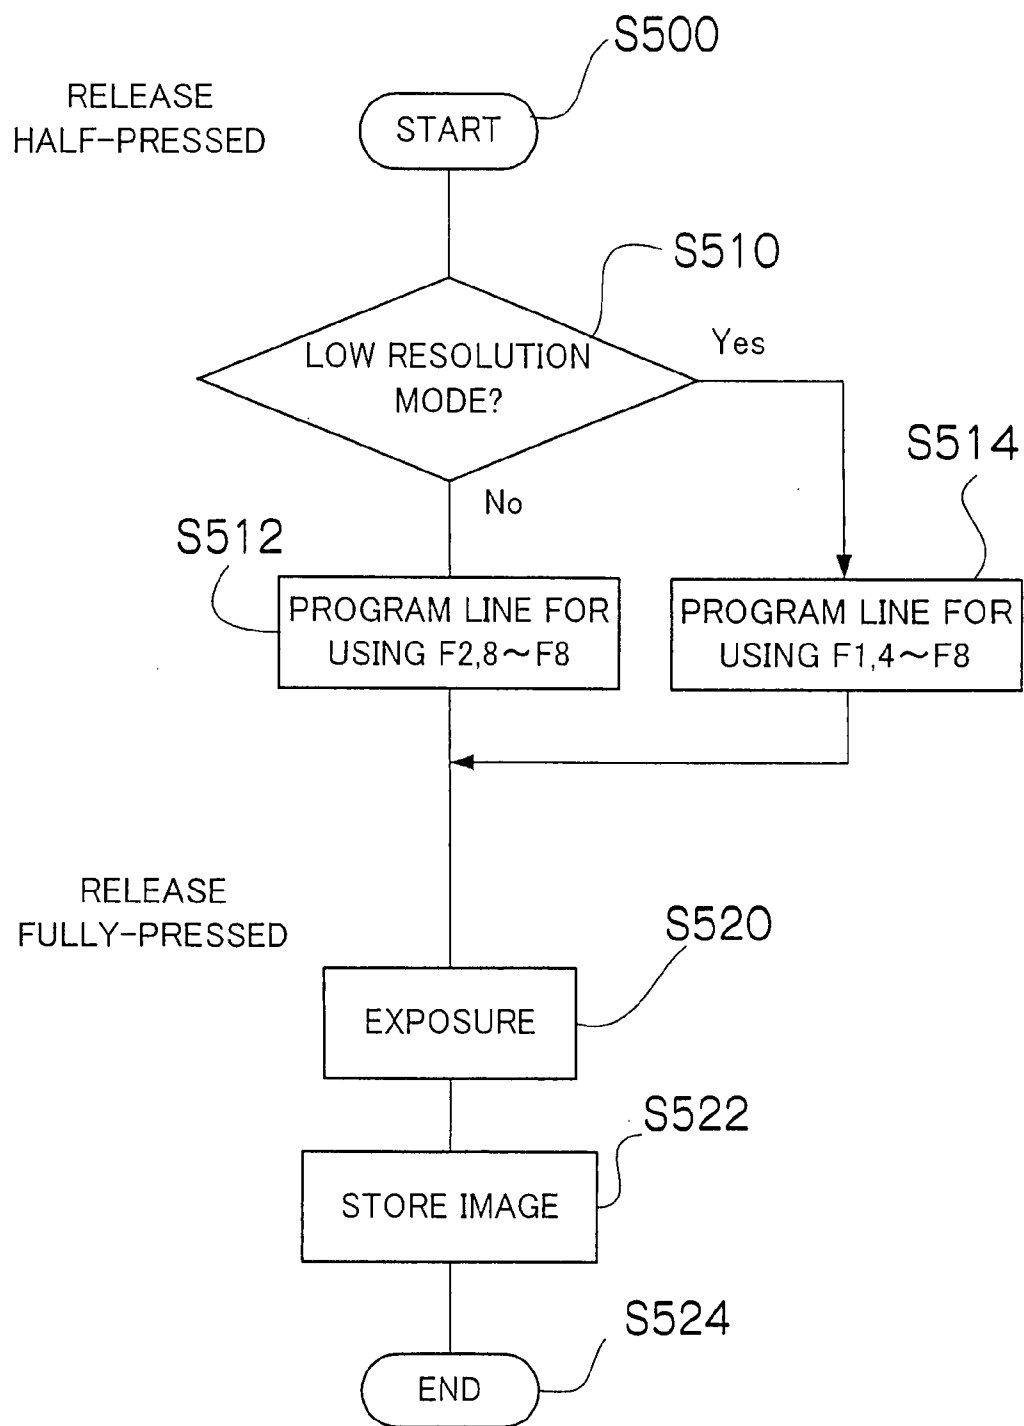 S500
RELEASE
HALF-PRESSED
START
S510
LOW RESOLUTION
MODE?
Yes
No
S512
S514
PROGRAM LINE FOR
USING F2,8～F8
PROGRAM LINE FOR
USING F1,4～F8
RELEASE
FULLY-PRESSED
S520
EXPOSURE
S522
STORE IMAGE
S524
END